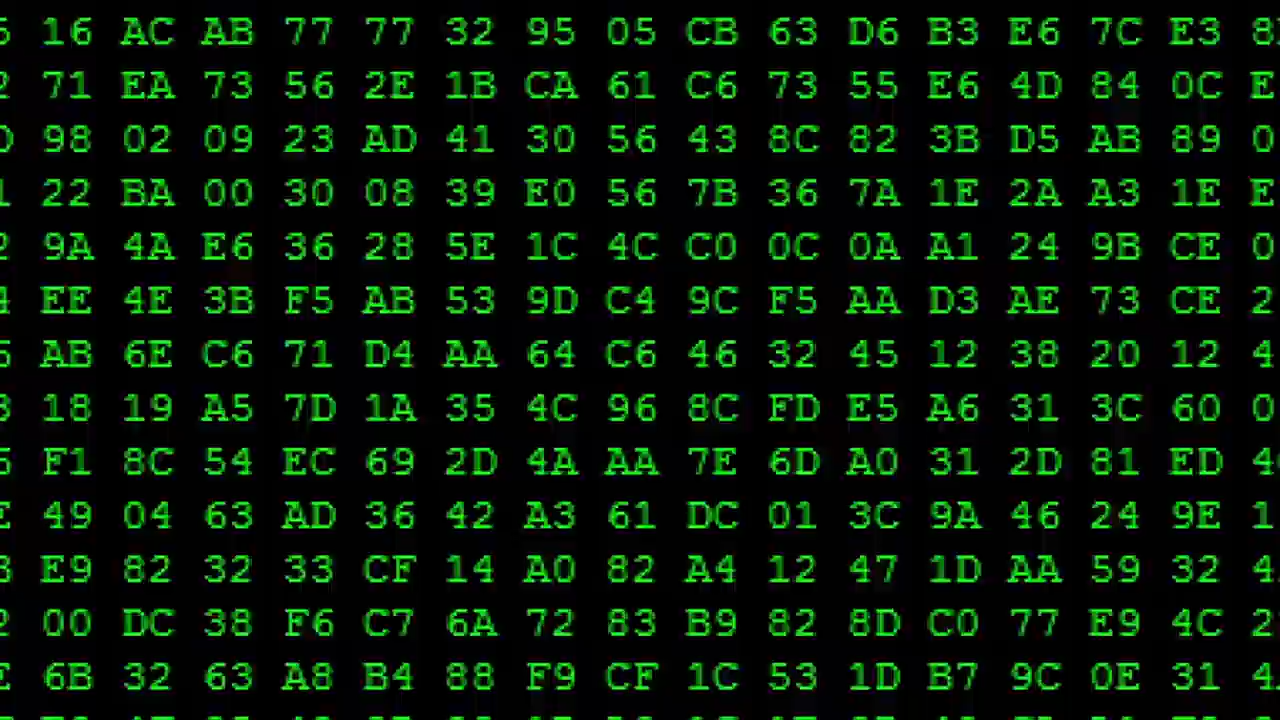 16 AC AB 77 77 32 95 05 CB 63 D6 B3 E6 7C E3
71 EA 73 56 2E 1B CA 61 C6 73 55 E6 4D 84 0C
98 02 09 23 AD 41 30 56 43 8C 82 3B D5 AB 89
22 BA 00 30 08 39 E0 56 7B 36 7A 1E 2A A3 1E
9A 4A E6 36 28 5E 1C 4C C0 0C 0A A1 24 9B CE
EE 4E 3B F5 AB 53 9D C4 9C F5 AA D3 AE 73 CE
AB 6E C6 71 D4 AA 64 C6 46 32 45 12 38 20 12
18 19 A5 7D 1A 35 4C 96 8C FD E5 A6 31 3C 60
F1 8C 54 EC 69 2D 4A AA 7E 6D A0 31 2D 81 ED
49 04 63 AD 36 42 A3 61 DC 01 3C 9A 46 24 9E
E9 82 32 33 CF 14 A0 82 A4 12 47 1D AA 59 32
00 DC 38 F6 C7 6A 72 83 B9 82 8D C0 77 E9 4C
6B 32 63 A8 B4 88 F9 CF 1C 53 1D B7 9C 0E 31